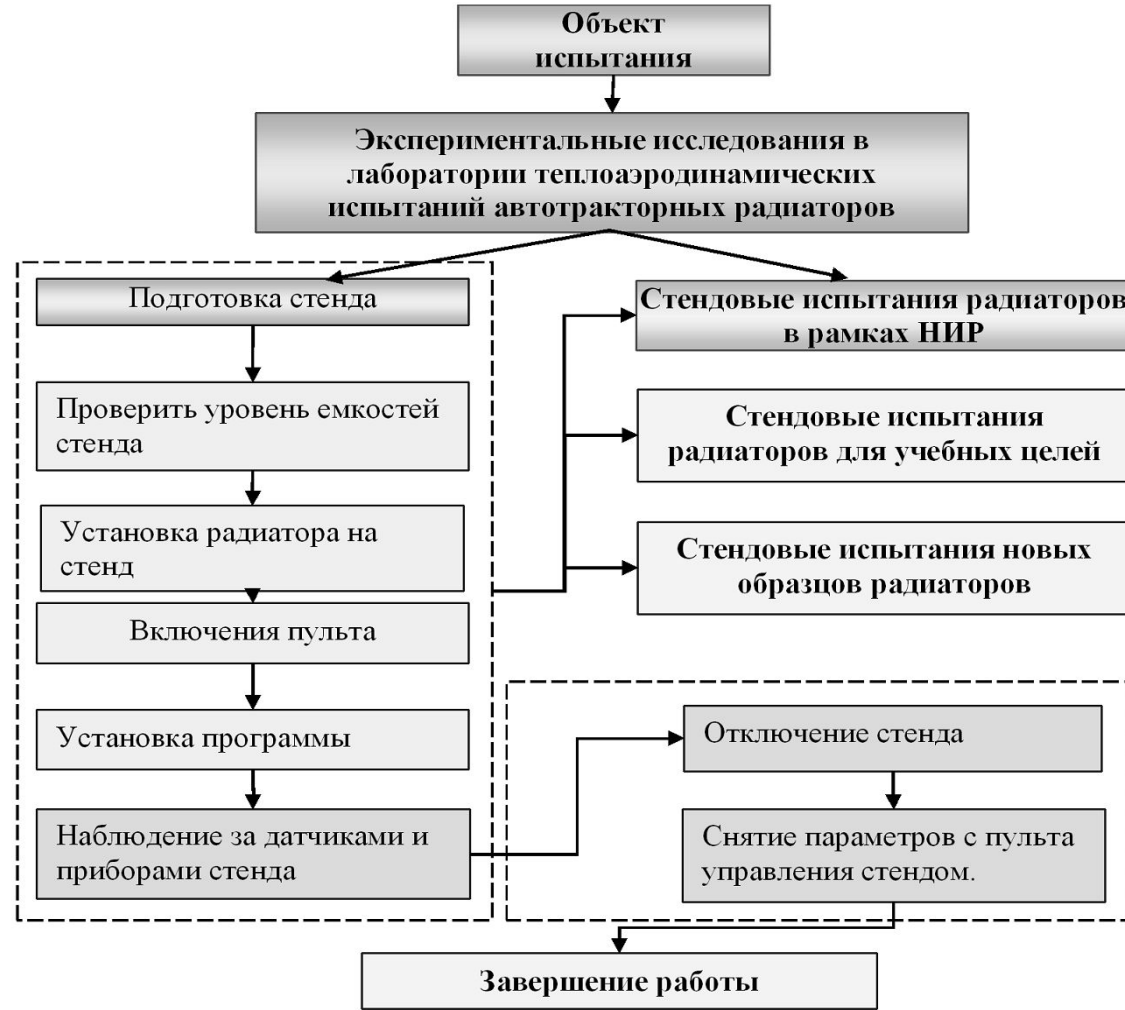 Объект
испытания
Экспериментальные исследования в
лаборатории теплоаэродинамических
испытаний автотракторных радиаторов
Подготовка стенда
Проверить уровень емкостей
стенда
Установка радиатора на
стенд
Включения пульта
Установка программы
Наблюдение за датчиками и
приборами стенда
Стендовые испытания радиаторов
в рамках НИР
Стендовые испытания
радиаторов для учебных целей
Стендовые испытания новых
образцов радиаторов
Отключение стенда
Снятие параметров с пульта
управления стендом.
Завершение работы